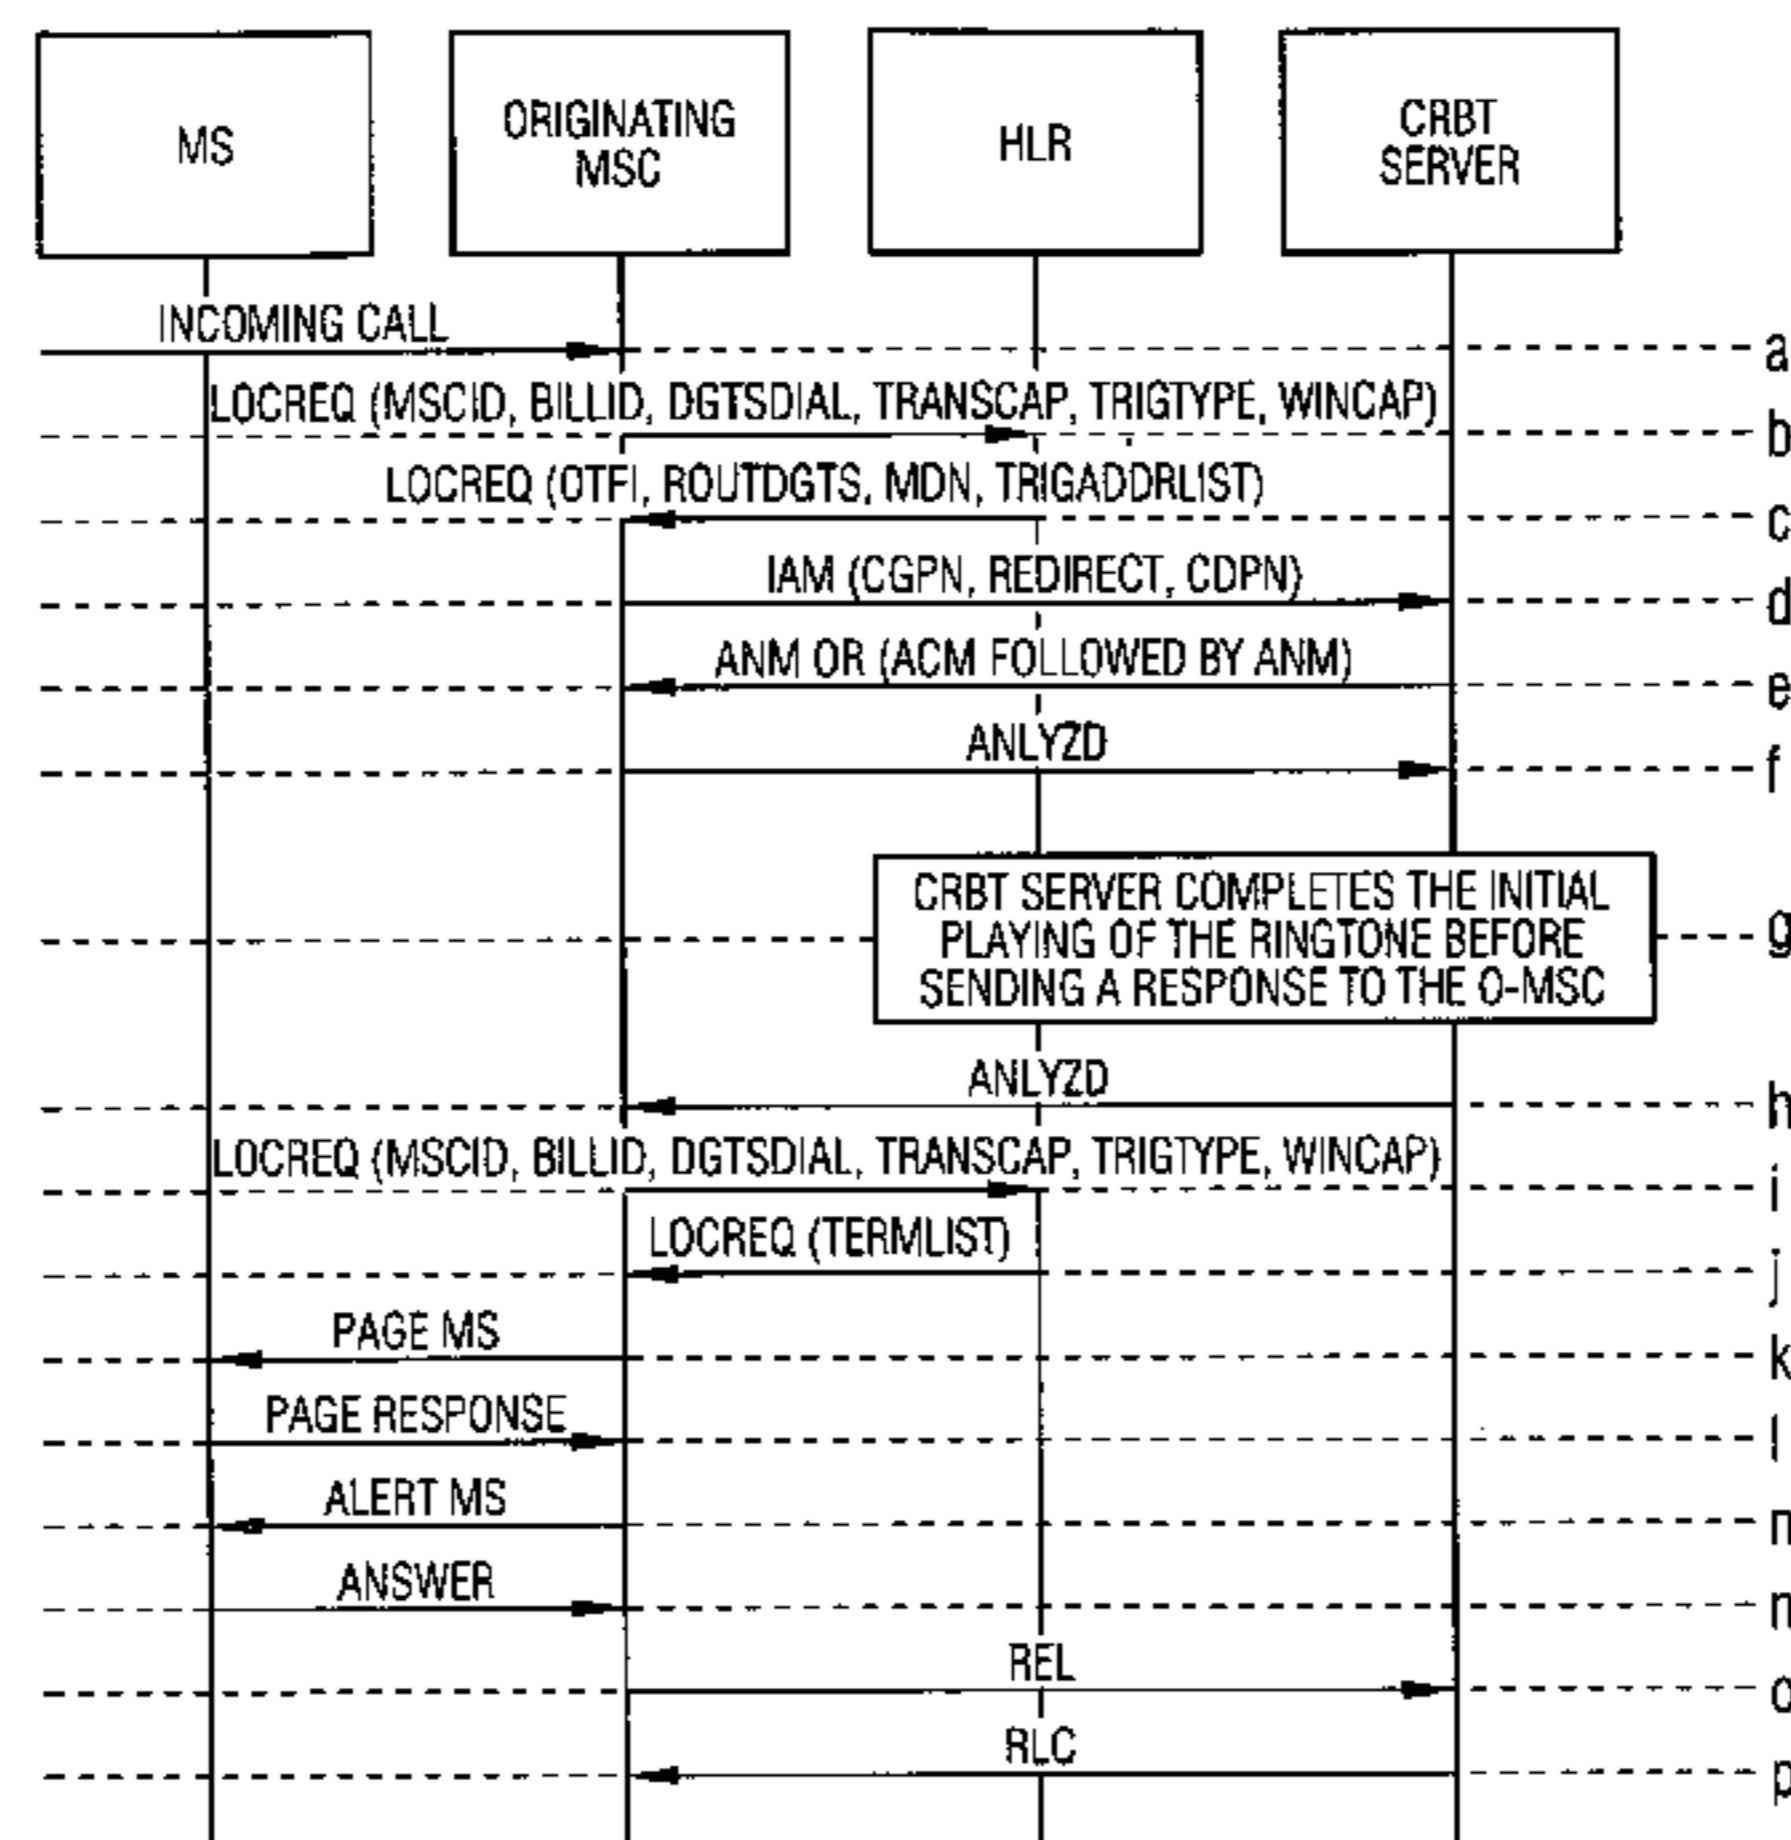 MS
ORIGINATING
MSC
HLR
CRBT
SERVER
INCOMING CALL
a
LOCREQ (MSCID, BILLID, DGTSDIAL, TRANSCAP, TRIGTYPE, WINCAP)
b
LOCREQ (OTFI, ROUTDGTS, MDN, TRIGADDRLIST)
c
IAM (CGPN, REDIRECT, CDPN)
d
ANM OR (ACM FOLLOWED BY ANM)
e
ANLYZD
f
CRBT SERVER COMPLETES THE INITIAL
PLAYING OF THE RINGTONE BEFORE
SENDING A RESPONSE TO THE O-MSC
g
ANLYZD
h
LOCREQ (MSCID, BILLID, DGTSDIAL, TRANSCAP, TRIGTYPE, WINCAP)
i
LOCREQ (TERMLIST)
j
PAGE MS
k
PAGE RESPONSE
l
ALERT MS
ANSWER
n
REL
o
RLC
p